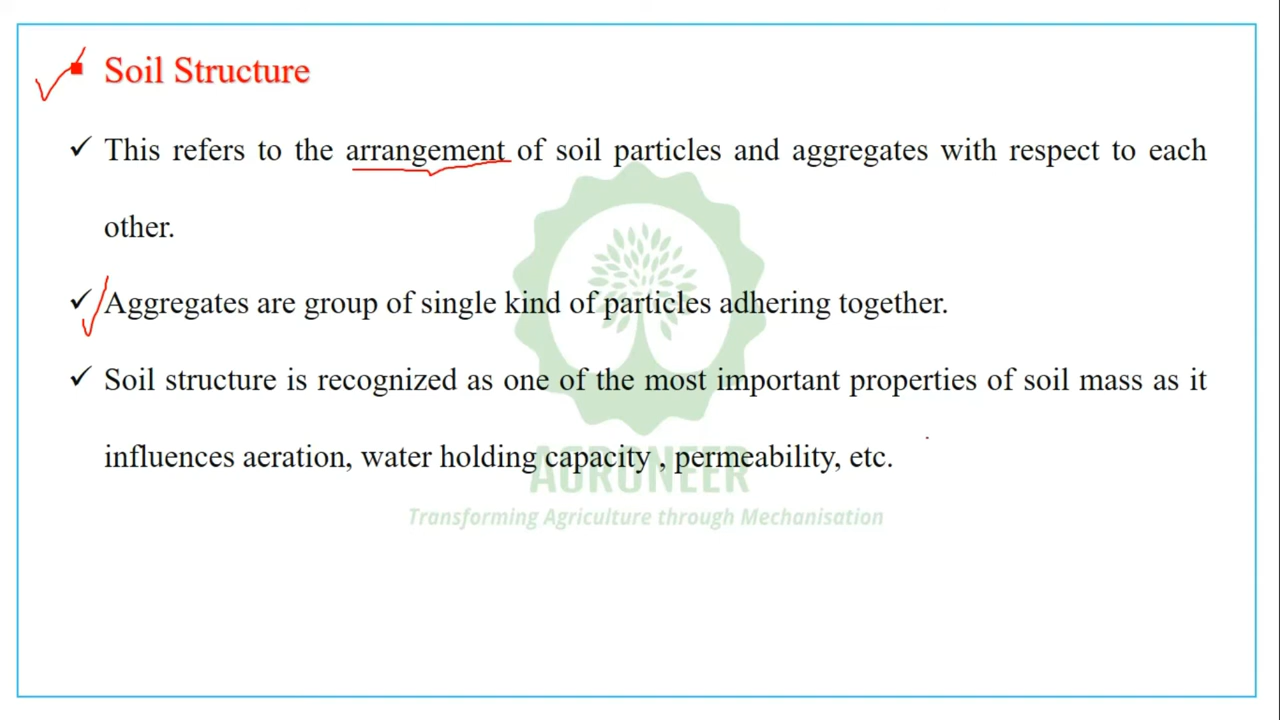 Soil Structure
This refers to the arrangement of soil particles and aggregates with respect to each
other.
Aggregates are group of single kind of particles adhering together.
Soil structure is recognized as one of the most important properties of soil mass as it
influences aeration, water holding capacity , permeability, etc.
AGRONEER
Transforming Agriculture through Mechanisation